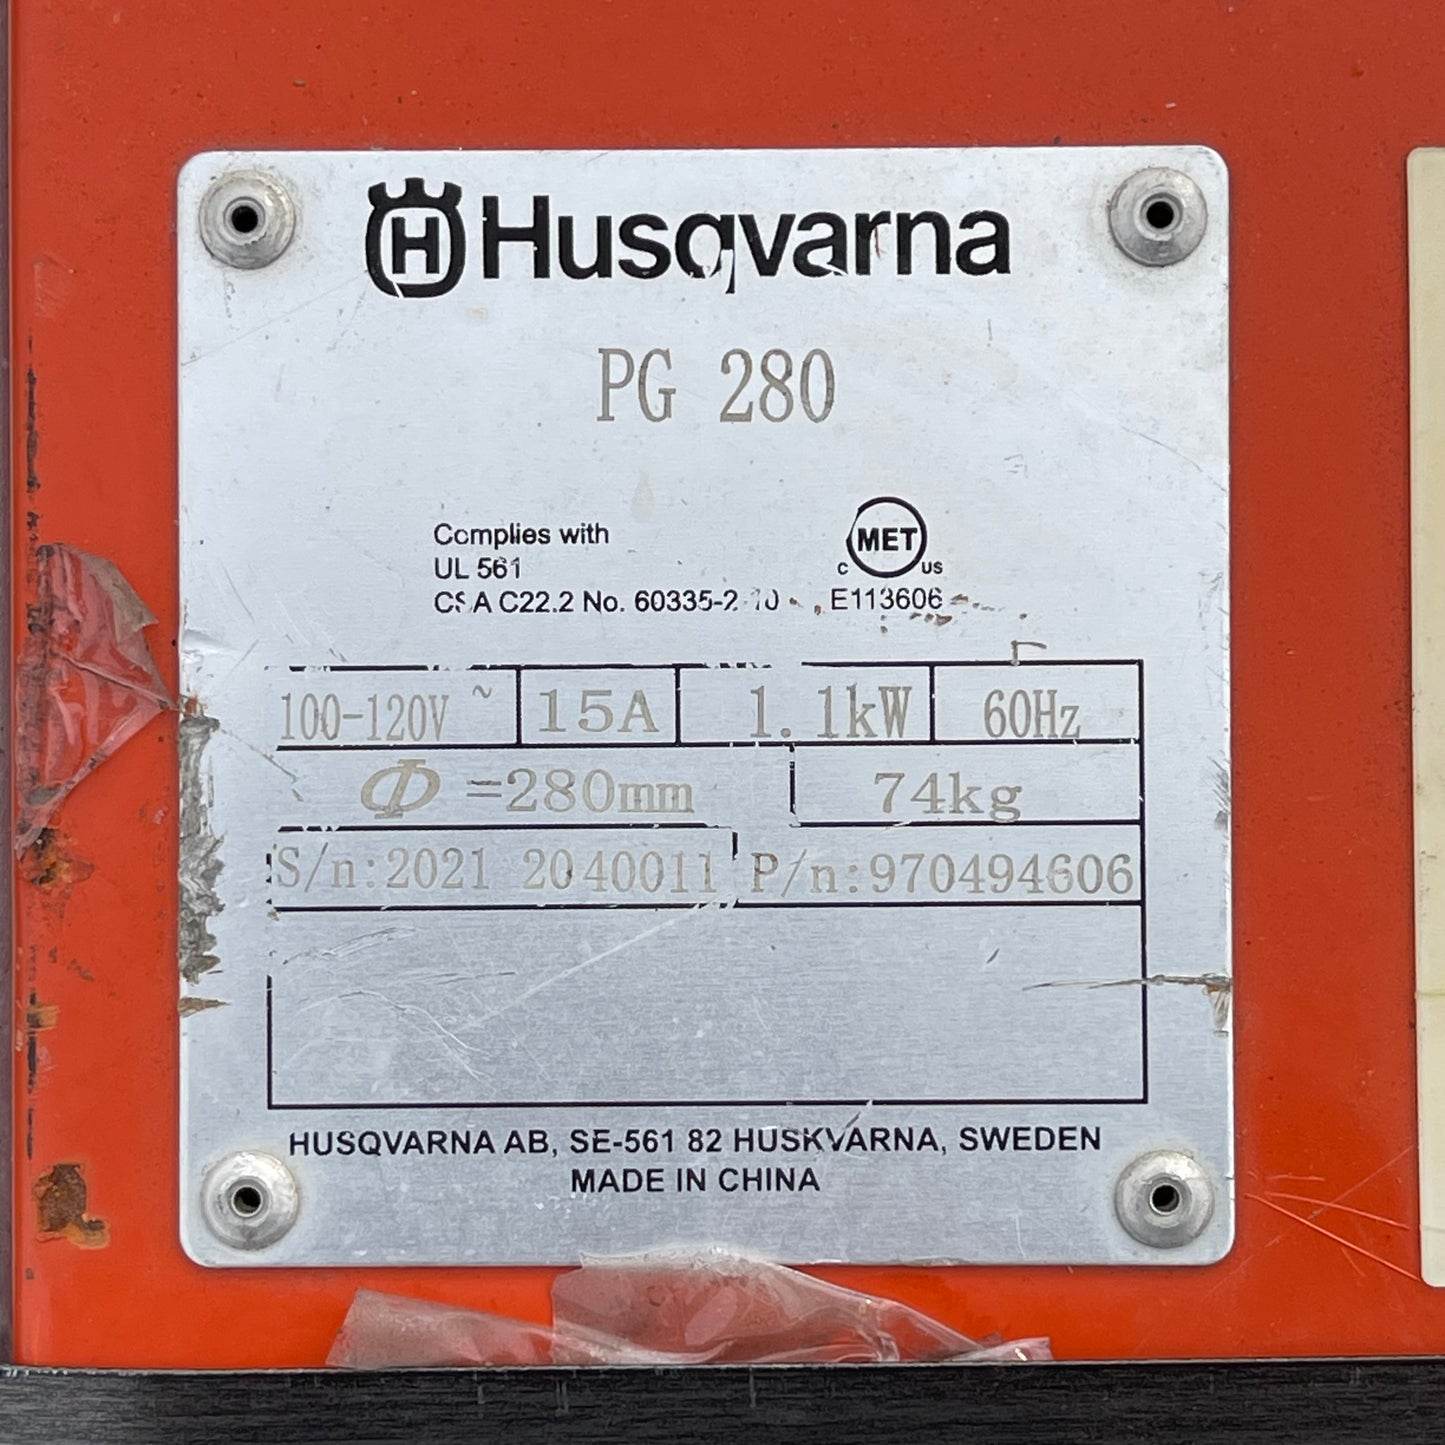 H Husqvarna
PG 280
Complies with
UL 561
CSA C22.2 No. 60335-2-10
MET
C US
E113606
100-120V ~ 15A 1.1kW 60Hz
Φ =280mm 74kg
S/n:2021 2040011 P/n:970494606
HUSQVARNA AB, SE-561 82 HUSKVARNA, SWEDEN
MADE IN CHINA